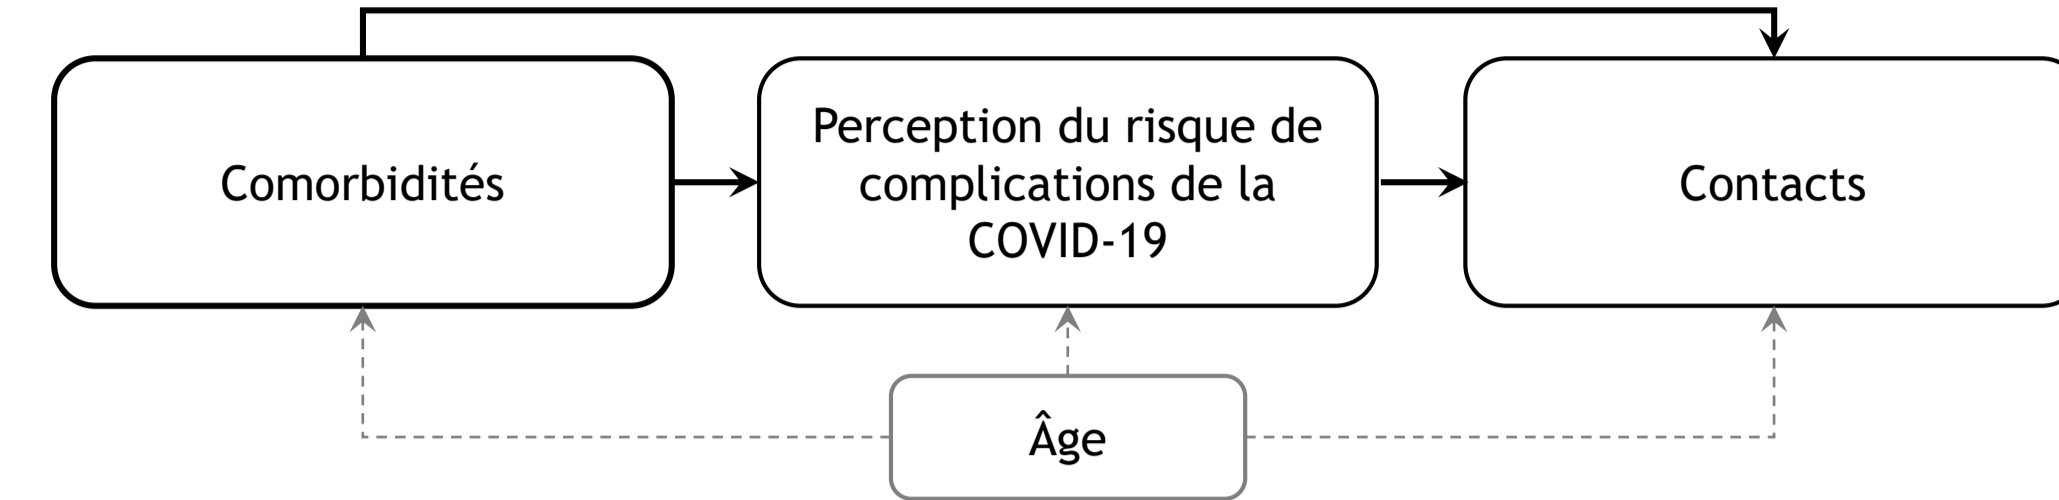 Comorbidités
Perception du risque de
complications de la
COVID-19
Contacts
Âge